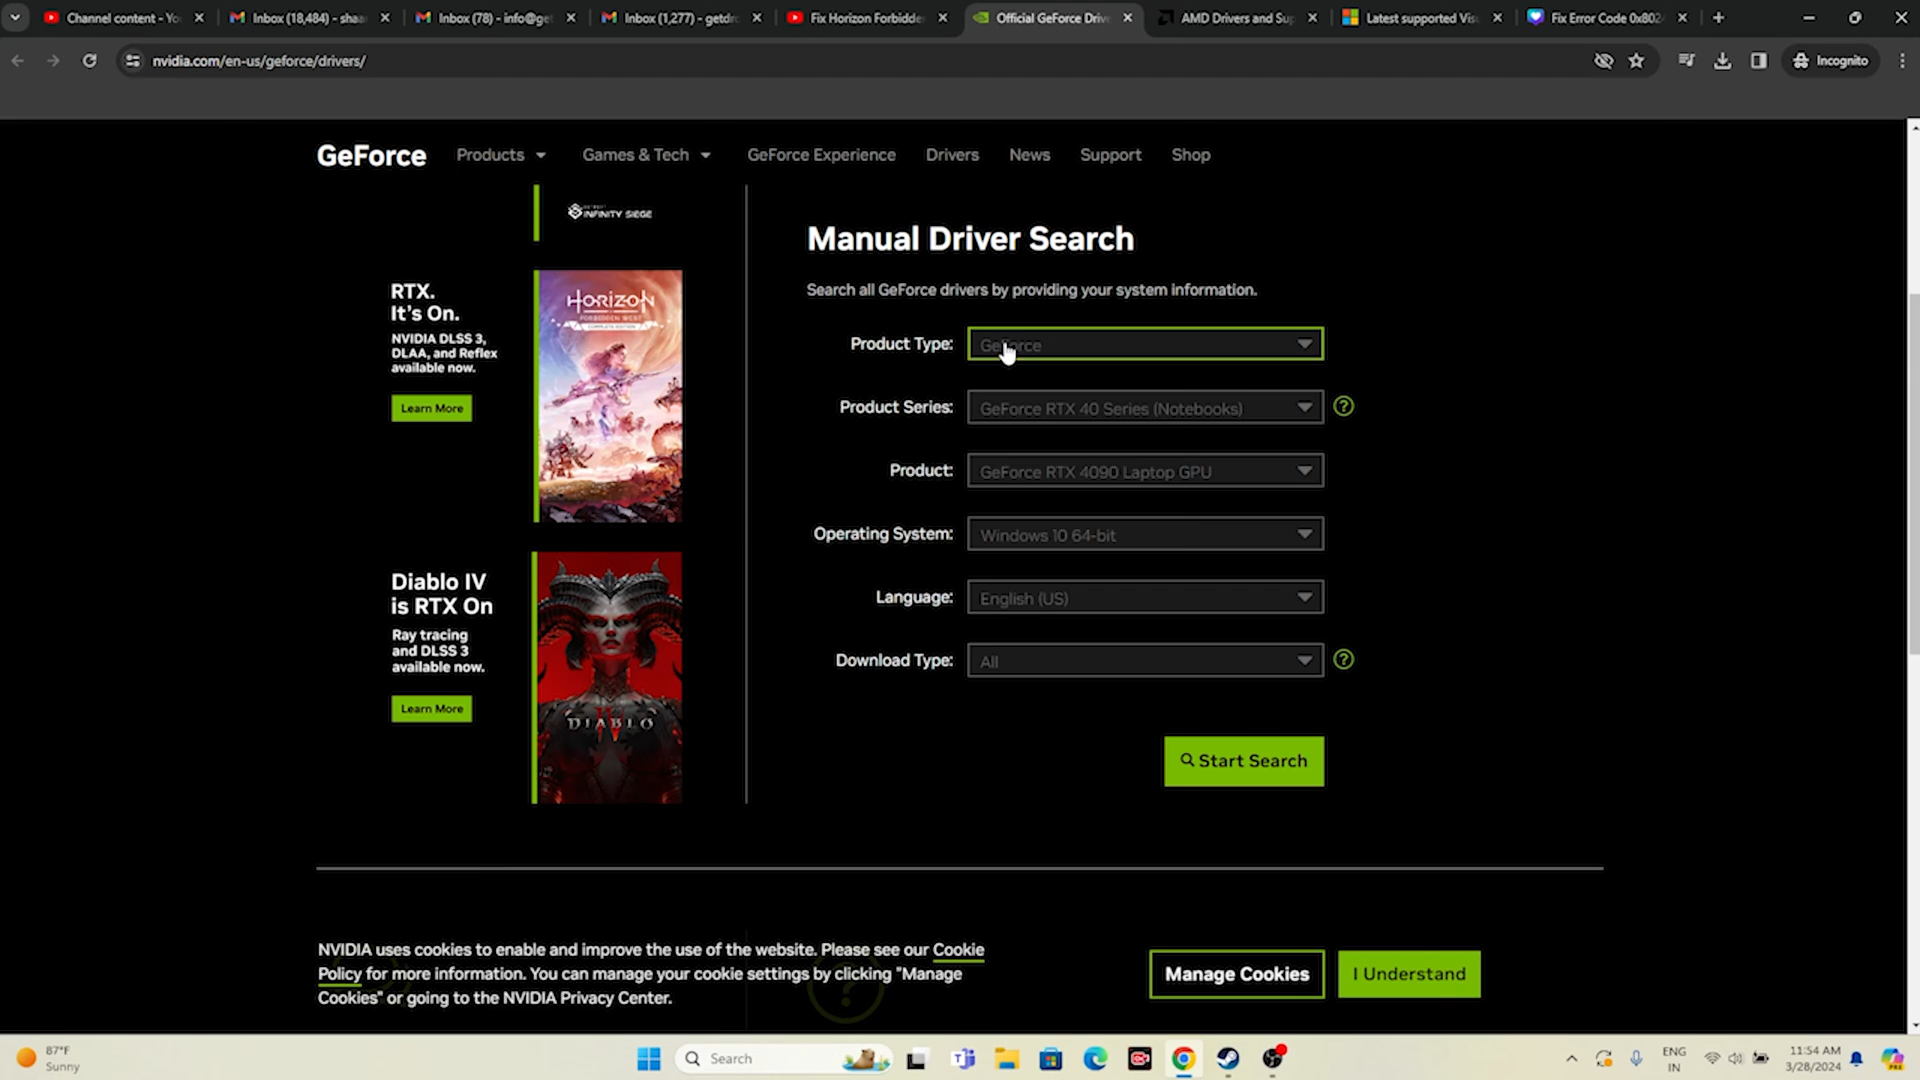 Channel content - Yo
Inbox (18,484) - shaa
Inbox (78) - info@get
Inbox (1,277) - getdro
Fix Horizon Forbidde
Official GeForce Drive
AMD Drivers and Sup
Latest supported Vis
Fix Error Code 0x802
nvidia.com/en-us/geforce/drivers/
Incognito
GeForce
Products
Games & Tech
GeForce Experience
Drivers
News
Support
Shop
INFINITY SIEGE
RTX.
It's On.
NVIDIA DLSS 3,
DLAA, and Reflex
available now.
Learn More
HORIZON
FORBIDDEN WEST
COMPLETE EDITION
Diablo IV
is RTX On
Ray tracing
and DLSS 3
available now.
Learn More
DIABLO
IV
Manual Driver Search
Search all GeForce drivers by providing your system information.
Product Type: GeForce
Product Series: GeForce RTX 40 Series (Notebooks) ?
Product: GeForce RTX 4090 Laptop GPU
Operating System: Windows 10 64-bit
Language: English (US)
Download Type: All ?
Start Search
NVIDIA uses cookies to enable and improve the use of the website. Please see our Cookie
Policy for more information. You can manage your cookie settings by clicking "Manage
Cookies" or going to the NVIDIA Privacy Center.
Manage Cookies
I Understand
87°F
Sunny
Search
ENG
IN
11:54 AM
3/28/2024
PRE